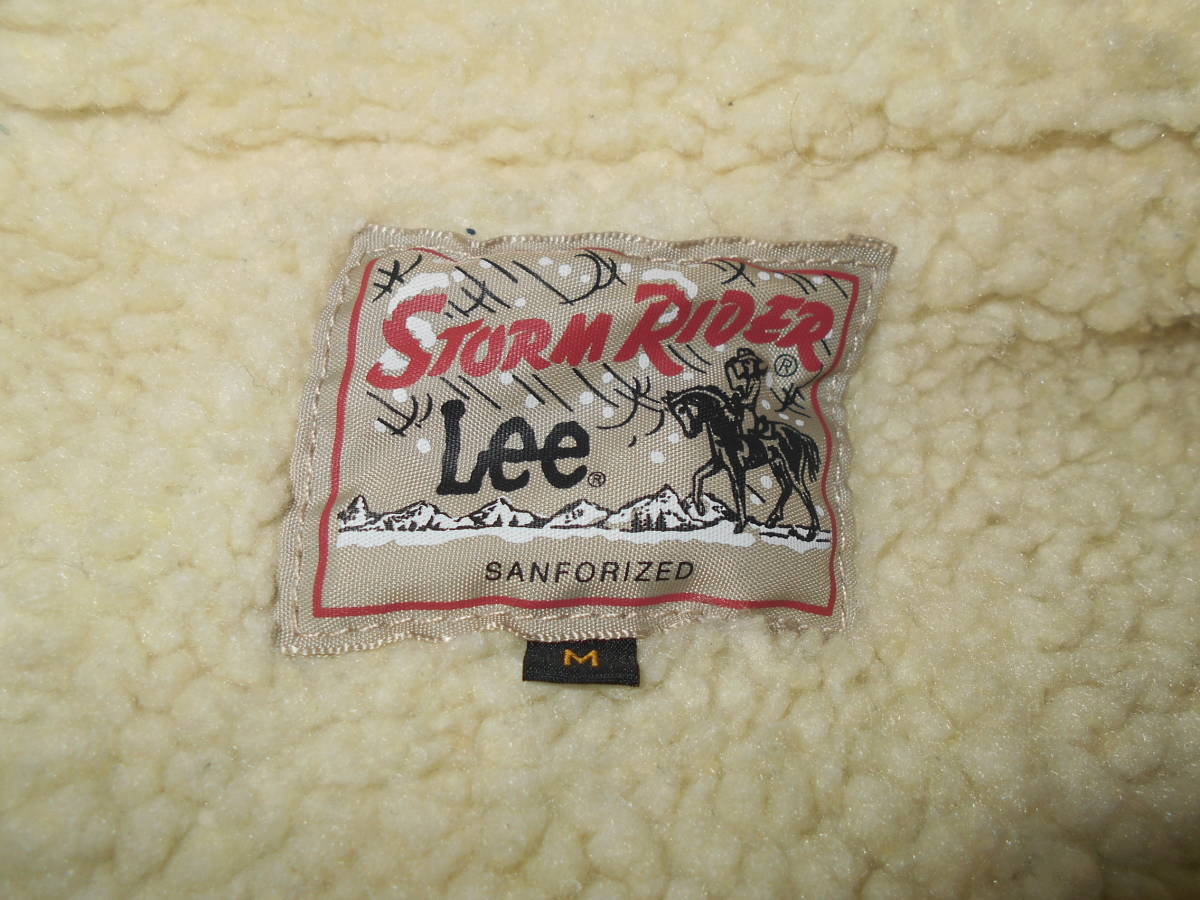 STORM RIDER ®
Lee ®
SANFORIZED
M